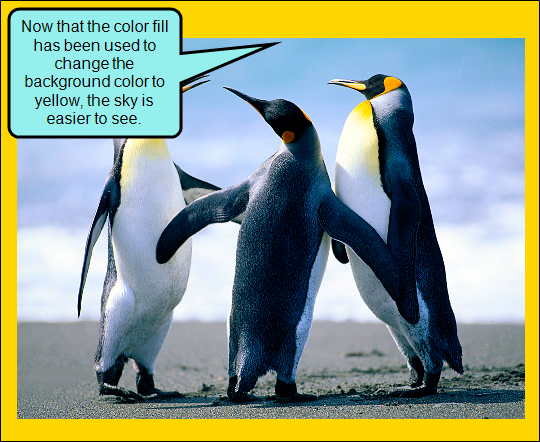 Now that the color fill
has been used to
change the
background color to
yellow, the sky is
easier to see.